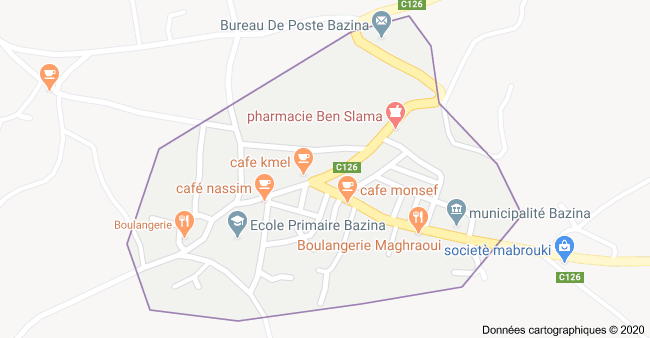 C126
Bureau De Poste Bazina
pharmacie Ben Slama
cafe kmel
C126
café nassim
cafe monsef
Boulangerie
Ecole Primaire Bazina
municipalité Bazina
Boulangerie Maghraoui
societè mabrouki
C126
Données cartographiques © 2020